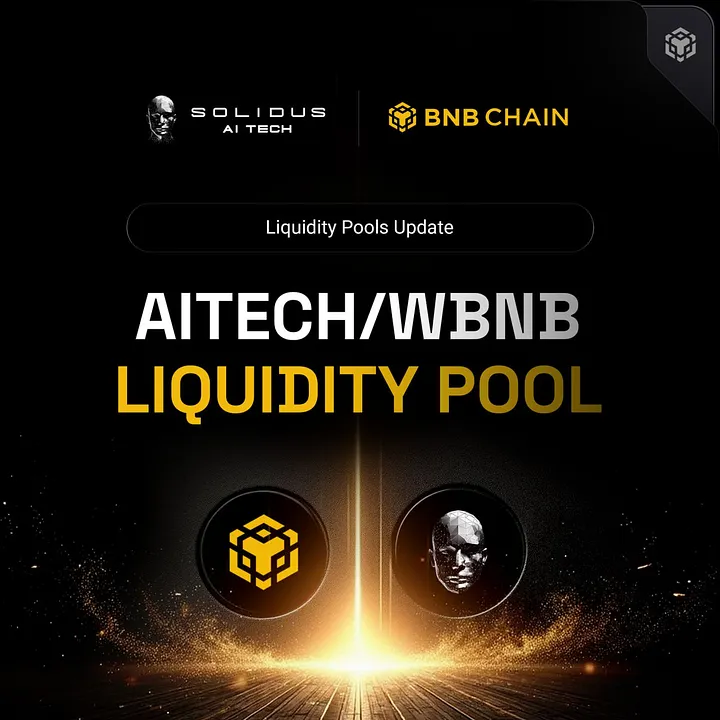 SOLIDUS
AI TECH
BNB CHAIN
Liquidity Pools Update
AITECH/WBNB
LIQUIDITY POOL